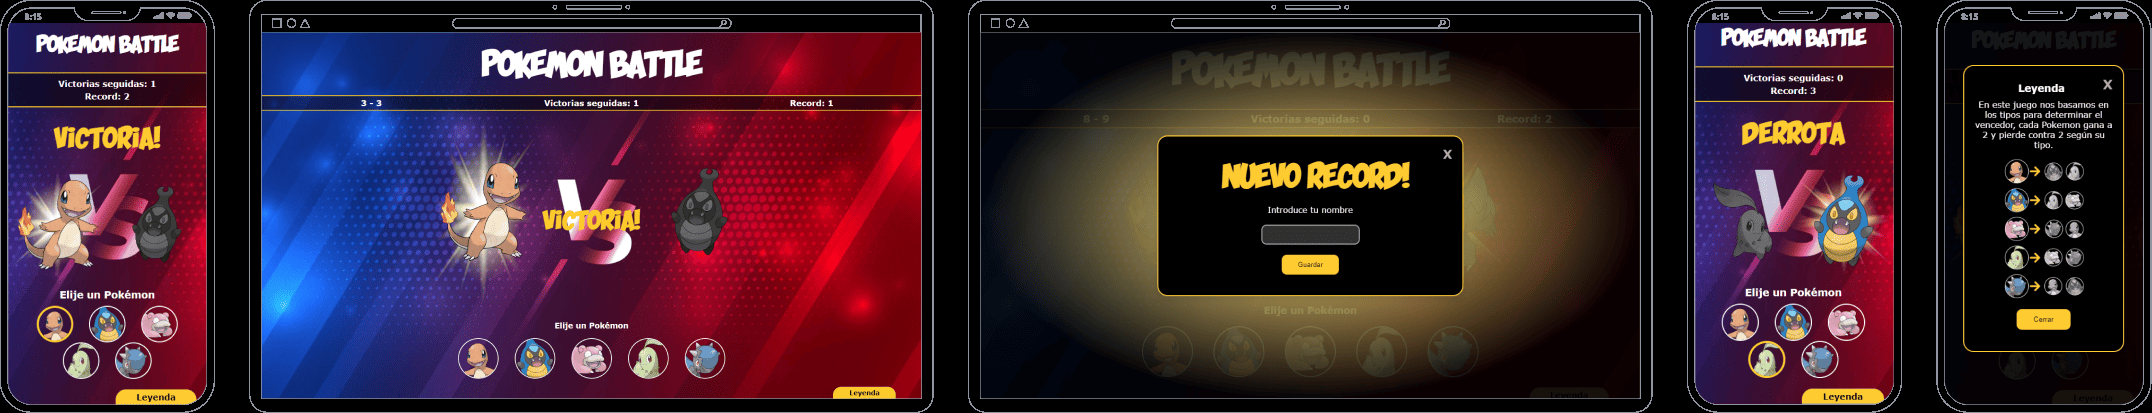 8:15
POKEMON BATTLE
Victorias seguidas: 1
Record: 2
VICTORIA!
VS
Elije un Pokémon
Leyenda
POKEMON BATTLE
3 - 3
Victorias seguidas: 1
Record: 1
VICTORIA!
VS
Elije un Pokémon
Leyenda
POKEMON BATTLE
8 - 9
Victorias seguidas: 0
Record: 2
X
NUEVO RECORD!
Introduce tu nombre
Guardar
Elije un Pokémon
Leyenda
8:15
POKEMON BATTLE
Victorias seguidas: 0
Record: 3
DERROTA
VS
Elije un Pokémon
Leyenda
8:15
POKEMON BATTLE
Leyenda
X
En este juego nos basamos en
los tipos para determinar el
vencedor, cada Pokemon gana a
2 y pierde contra 2 según su
tipo.
Cerrar
Leyenda